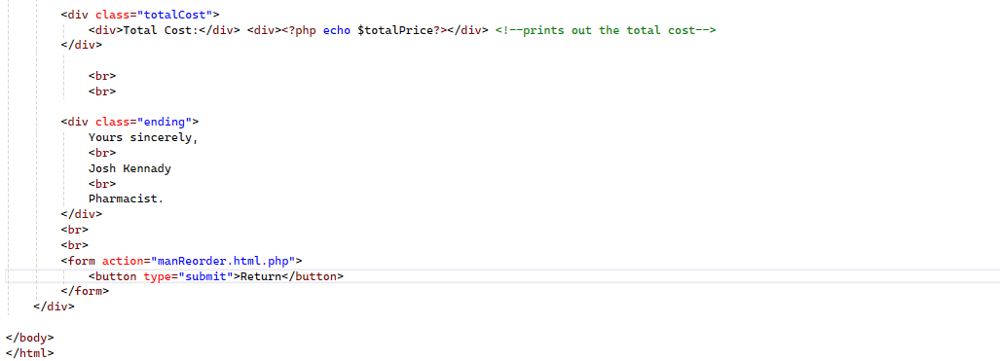 <div class="totalCost">
<div>Total Cost:</div> <div><?php echo $totalPrice?></div> <!--prints out the total cost-->
</div>
<br>
<br>
<div class="ending">
Yours sincerely,
<br>
Josh Kennady
<br>
Pharmacist.
</div>
<br>
<br>
<form action="manReorder.html.php">
<button type="submit">Return</button>
</form>
</div>
</body>
</html>